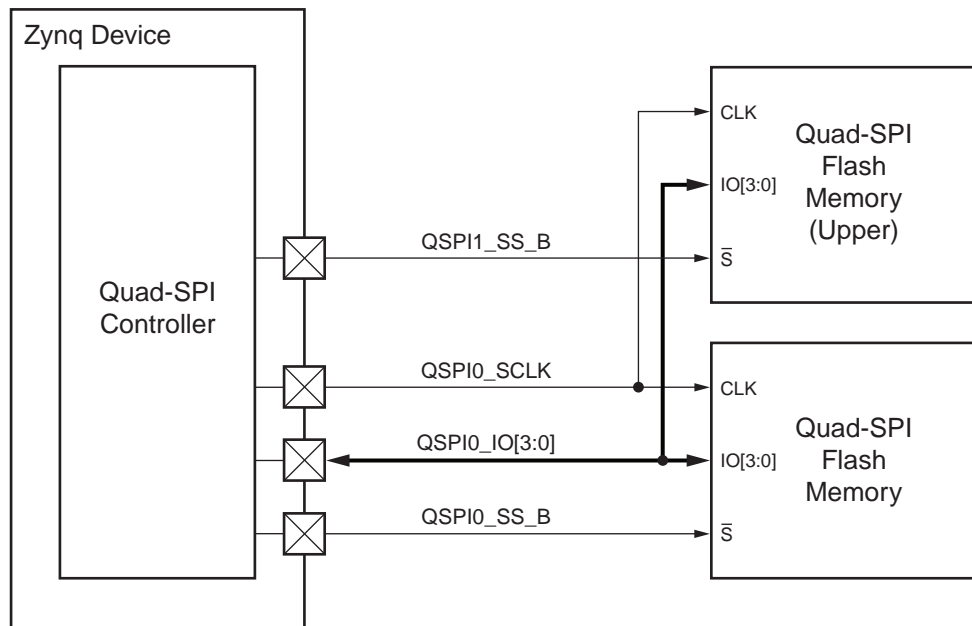 Zynq Device
Quad-SPI
Controller
QSPI1_SS_B
QSPI0_SCLK
QSPI0_IO[3:0]
QSPI0_SS_B
CLK
IO[3:0]
S̅
Quad-SPI
Flash
Memory
(Upper)
CLK
IO[3:0]
S̅
Quad-SPI
Flash
Memory